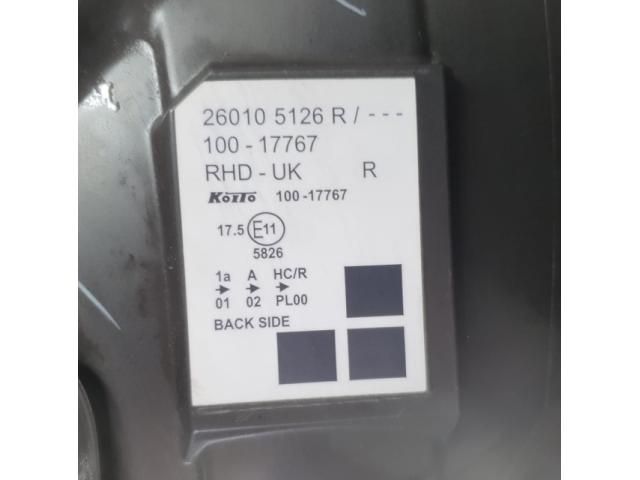 26010 5126 R / - - -
100 - 17767
RHD - UK R
KOITO 100 -17767
17.5 E11
5826
1a A HC/R
01 02 PL00
BACK SIDE